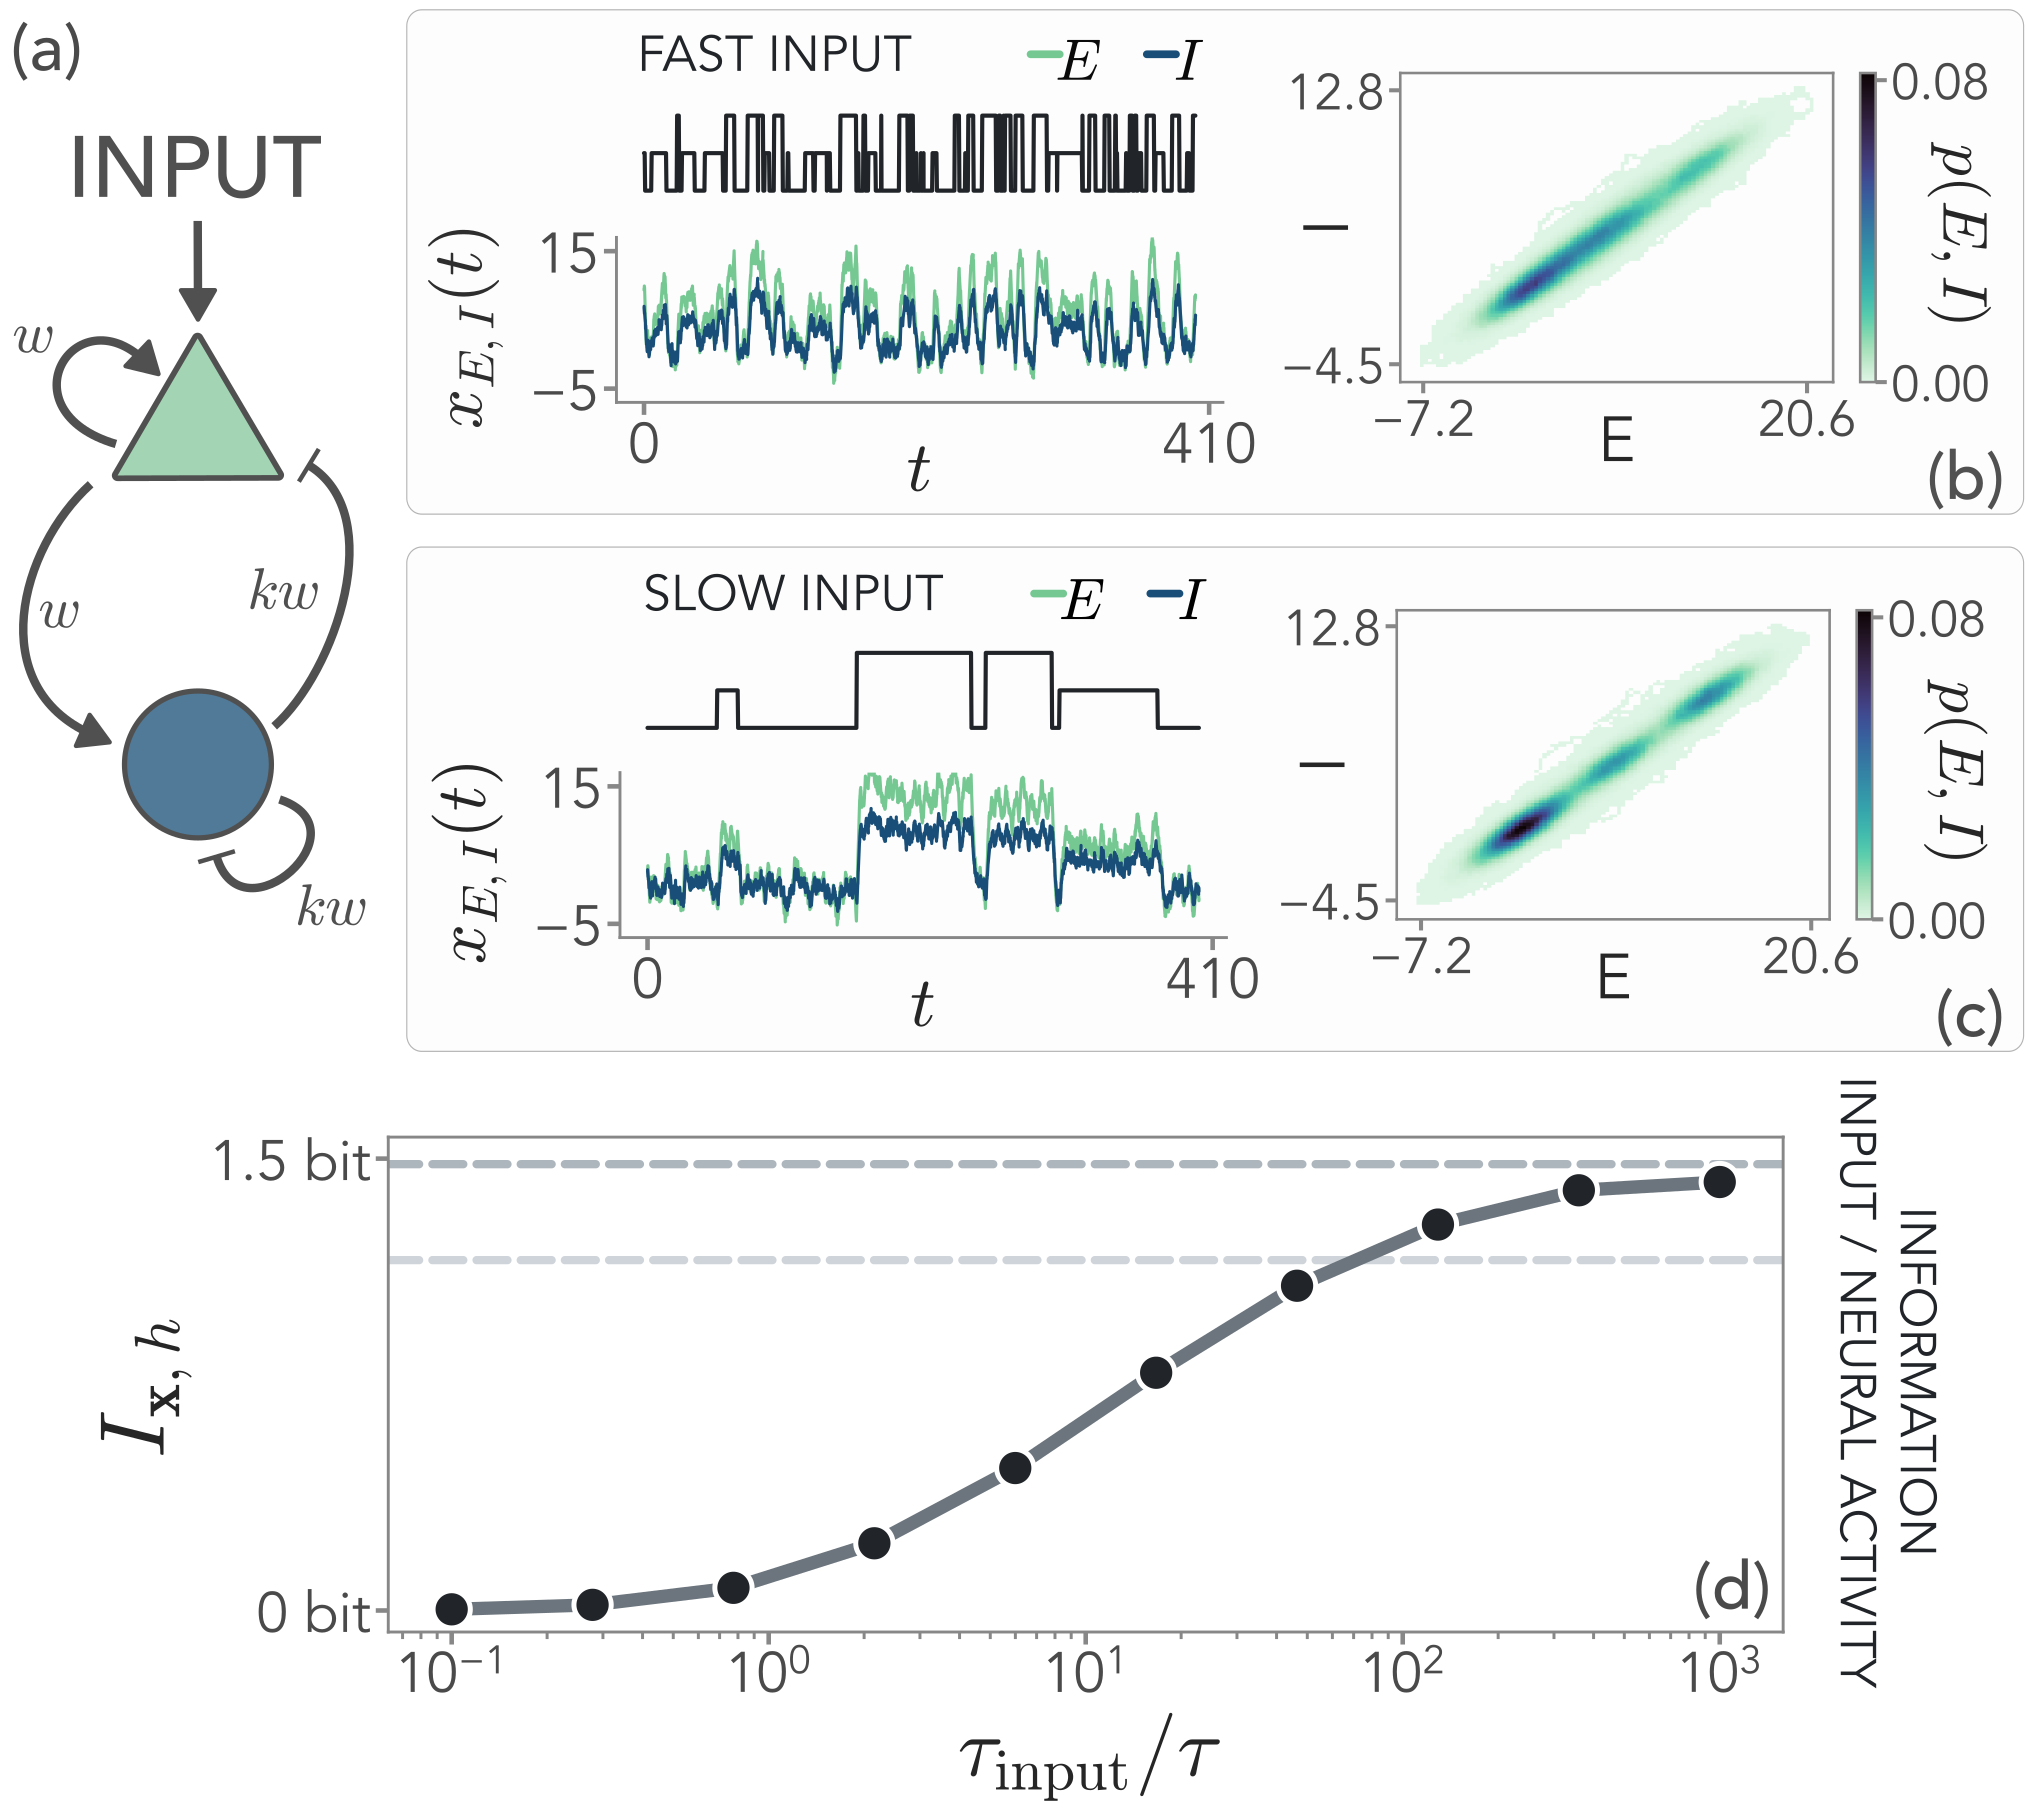 (a)
INPUT
w
w
kw
kw
FAST INPUT
E
I
x_{E, I}(t)
15
−5
0
410
t
12.8
−4.5
I
−7.2
20.6
E
0.08
0.00
p(E, I)
(b)
SLOW INPUT
E
I
x_{E, I}(t)
15
−5
0
410
t
12.8
−4.5
I
−7.2
20.6
E
0.08
0.00
p(E, I)
(c)
1.5 bit
0 bit
I_{x, h}
10^{−1}
10^{0}
10^{1}
10^{2}
10^{3}
τ_{input}/τ
(d)
INFORMATION
INPUT / NEURAL ACTIVITY